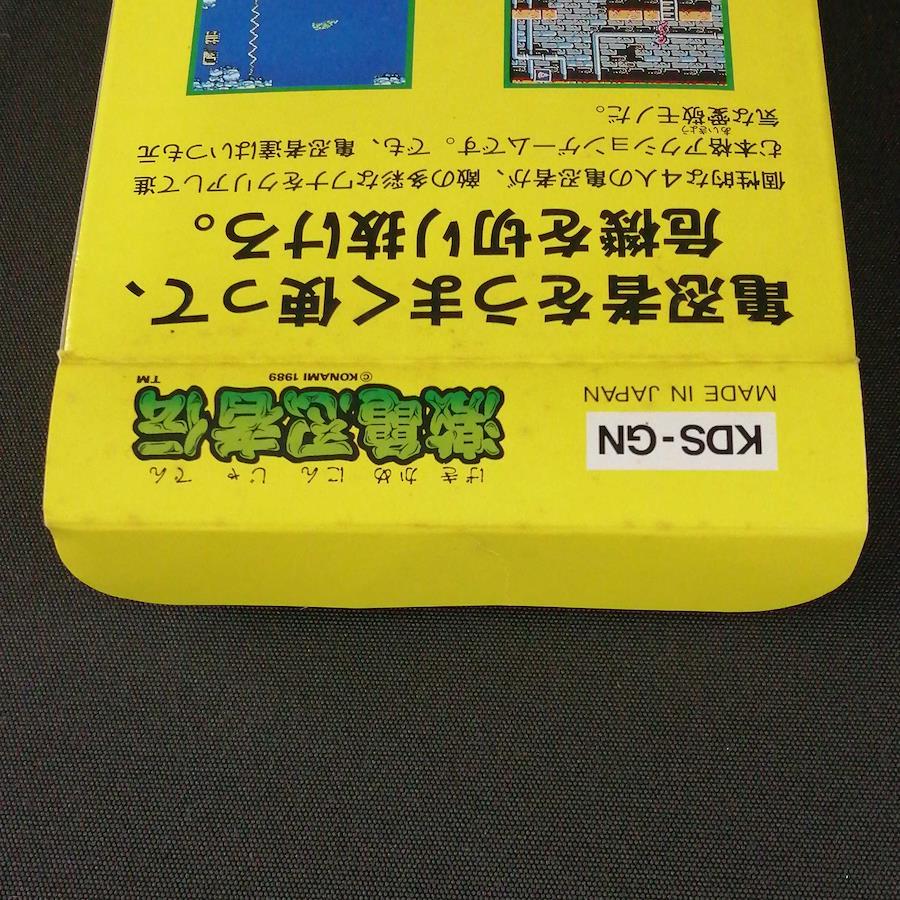 KDS-GN
MADE IN JAPAN
げき かめ にん じゃ でん
激亀忍者伝
TM
© KONAMI 1989
亀忍者をうまく使って、
危機を切り抜けろ。
個性的な4人の亀忍者が、敵の多彩なワナをクリアして進
む本格アクションゲームです。でも、亀忍者達はいつも元
あいきょう
気な愛敬モノだ。